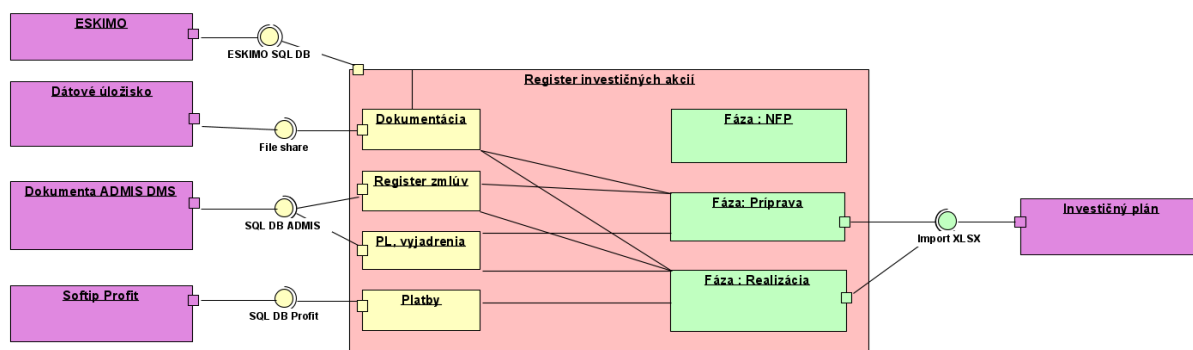 ESKIMO
ESKIMO SQL DB
Register investičných akcií
Dátové úložisko
File share
Dokumentácia
Fáza : NFP
Dokumenta ADMIS DMS
SQL DB ADMIS
Register zmlúv
Fáza: Príprava
Import XLSX
Investičný plán
PL, vyjadrenia
Softip Profit
SQL DB Profit
Platby
Fáza : Realizácia